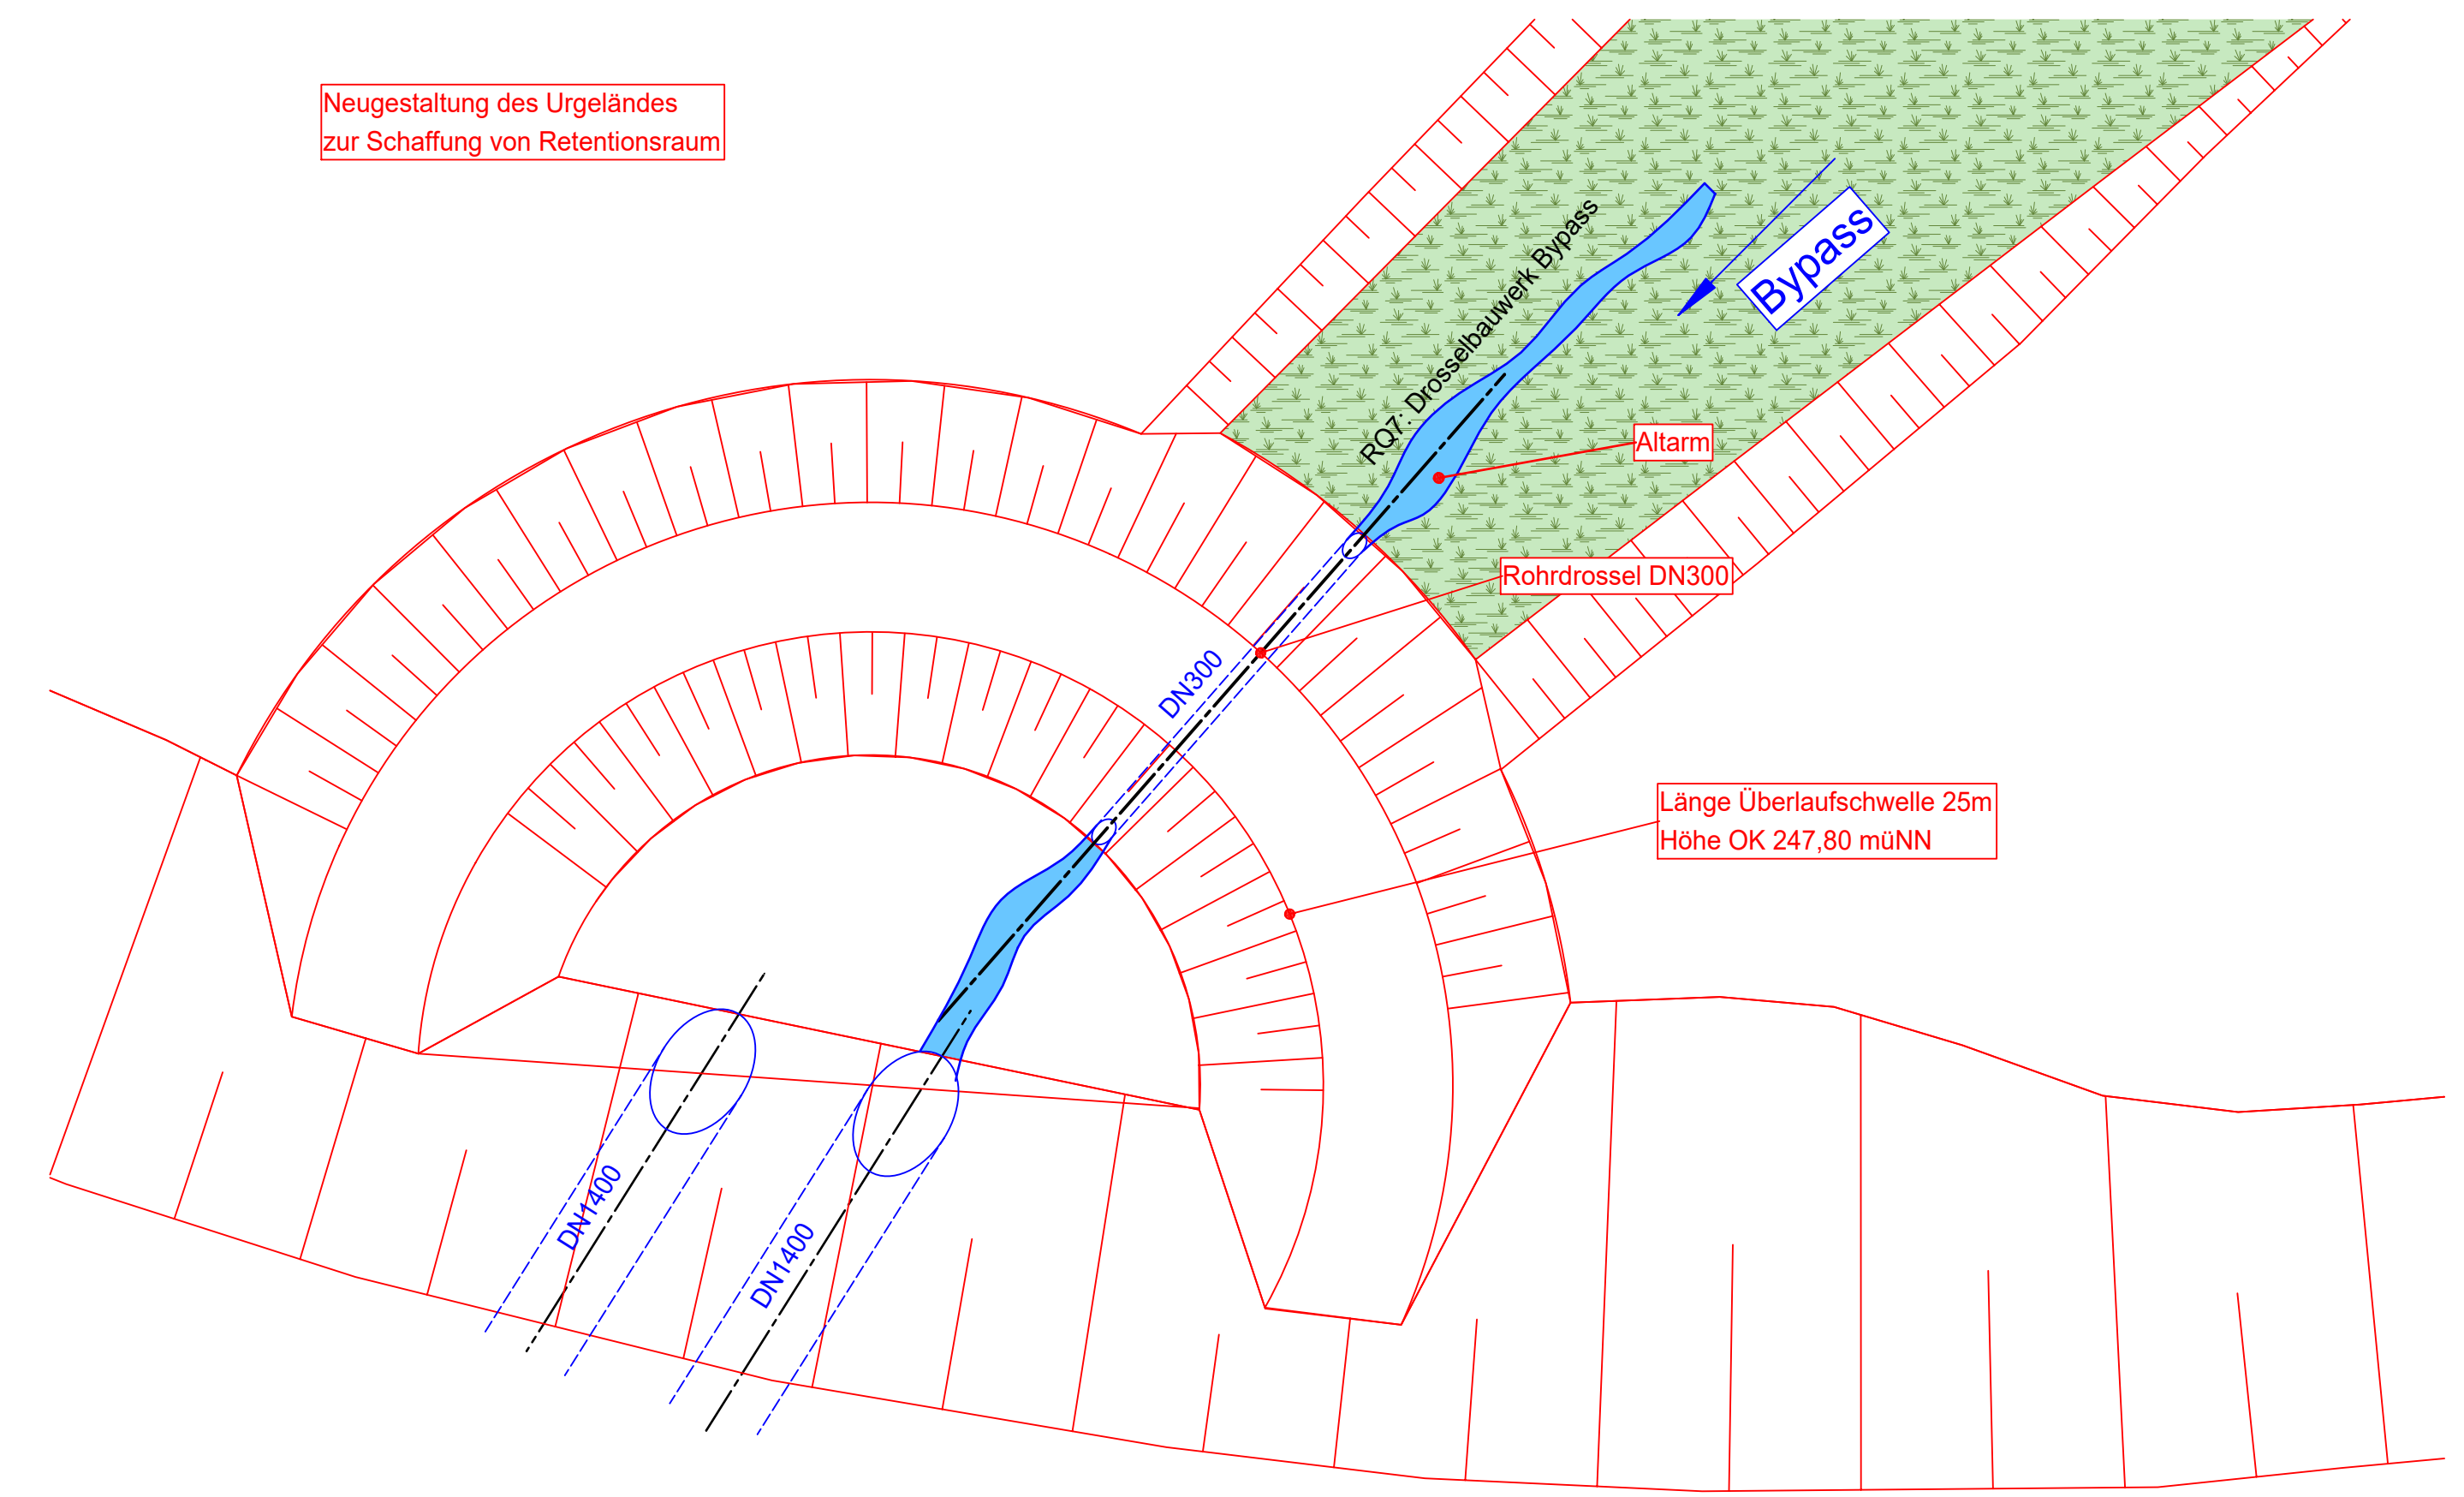 Neugestaltung des Urgeländes
zur Schaffung von Retentionsraum
Bypass
RQ7: Drosselbauwerk Bypass
Altarm
Rohrdrossel DN300
DN300
Länge Überlaufschwelle 25m
Höhe OK 247,80 müNN
DN1400
DN1400